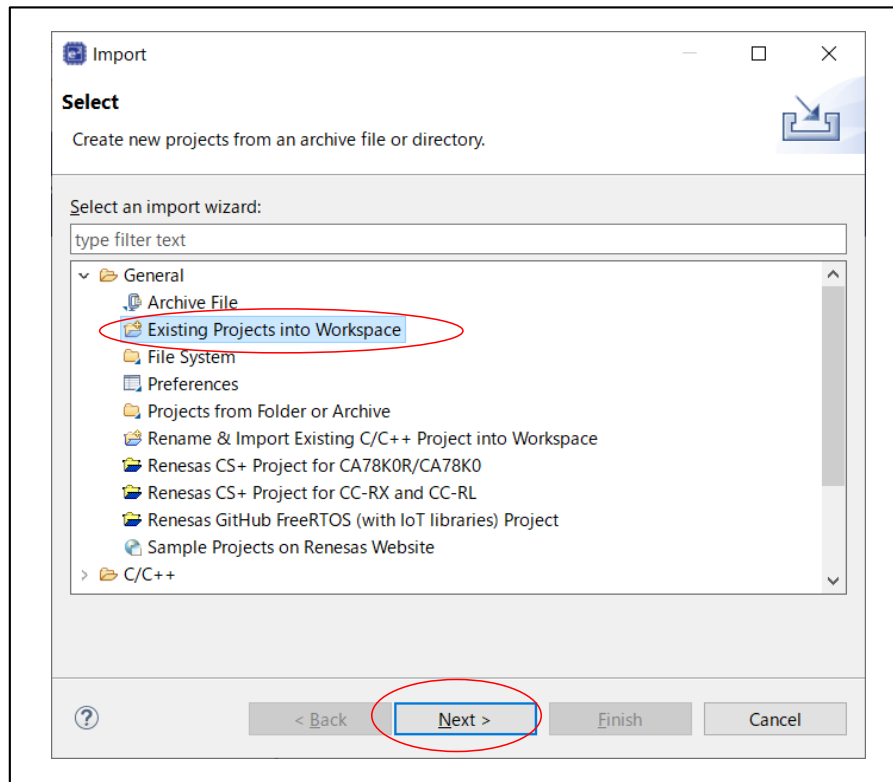 Import
Select
Create new projects from an archive file or directory.
Select an import wizard:
type filter text
General
Archive File
Existing Projects into Workspace
File System
Preferences
Projects from Folder or Archive
Rename & Import Existing C/C++ Project into Workspace
Renesas CS+ Project for CA78K0R/CA78K0
Renesas CS+ Project for CC-RX and CC-RL
Renesas GitHub FreeRTOS (with IoT libraries) Project
Sample Projects on Renesas Website
> C/C++
? < Back Next > Finish Cancel